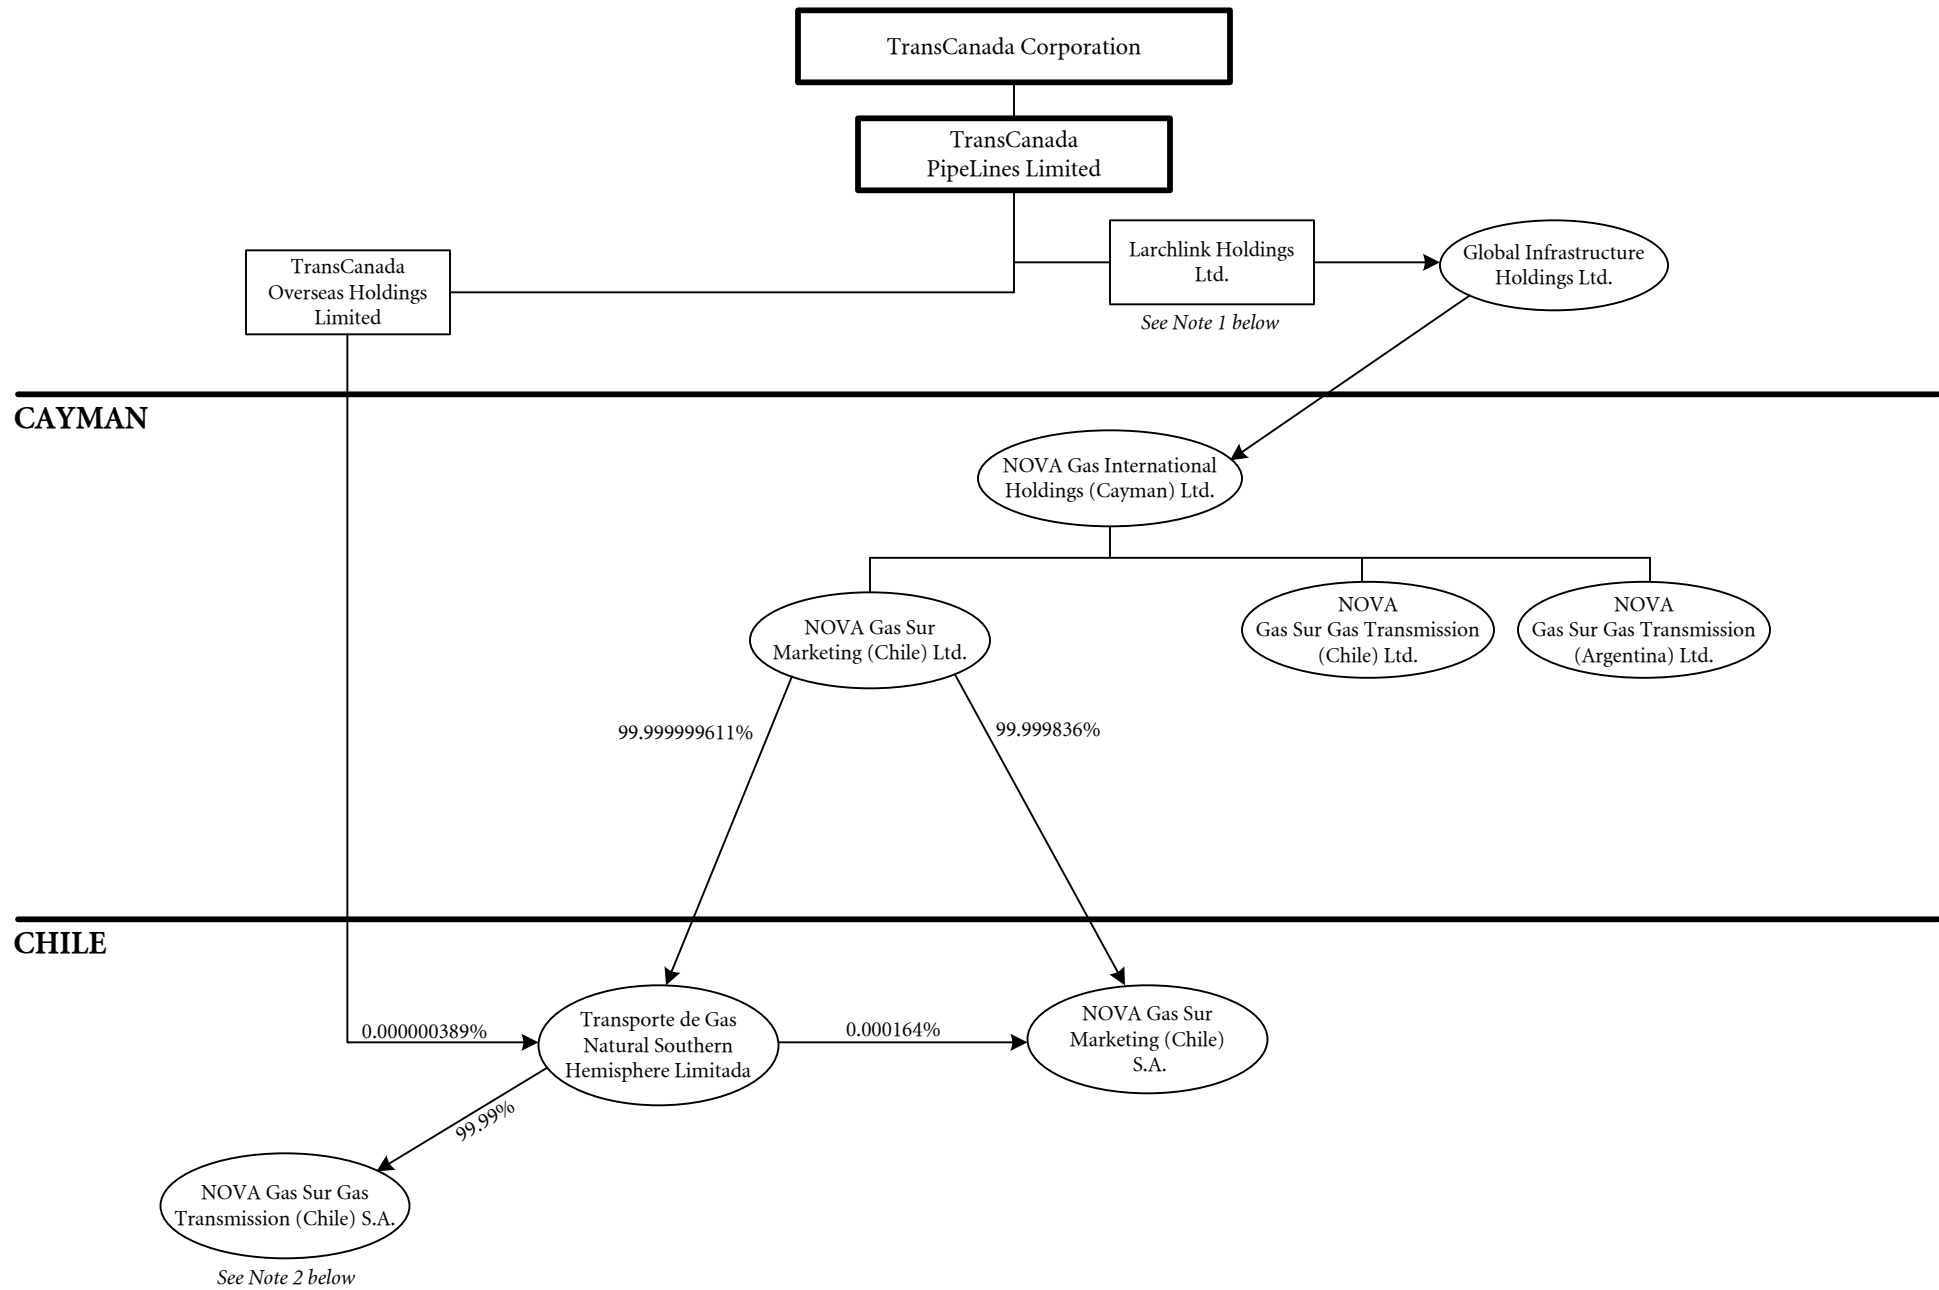 TransCanada Corporation
TransCanada
PipeLines Limited
Larchlink Holdings
Ltd.
See Note 1 below
Global Infrastructure
Holdings Ltd.
TransCanada
Overseas Holdings
Limited
CAYMAN
NOVA Gas International
Holdings (Cayman) Ltd.
NOVA Gas Sur
Marketing (Chile) Ltd.
NOVA
Gas Sur Gas Transmission
(Chile) Ltd.
NOVA
Gas Sur Gas Transmission
(Argentina) Ltd.
99.999999611%
99.999836%
CHILE
0.000000389%
Transporte de Gas
Natural Southern
Hemisphere Limitada
0.000164%
NOVA Gas Sur
Marketing (Chile)
S.A.
99.99%
NOVA Gas Sur Gas
Transmission (Chile) S.A.
See Note 2 below